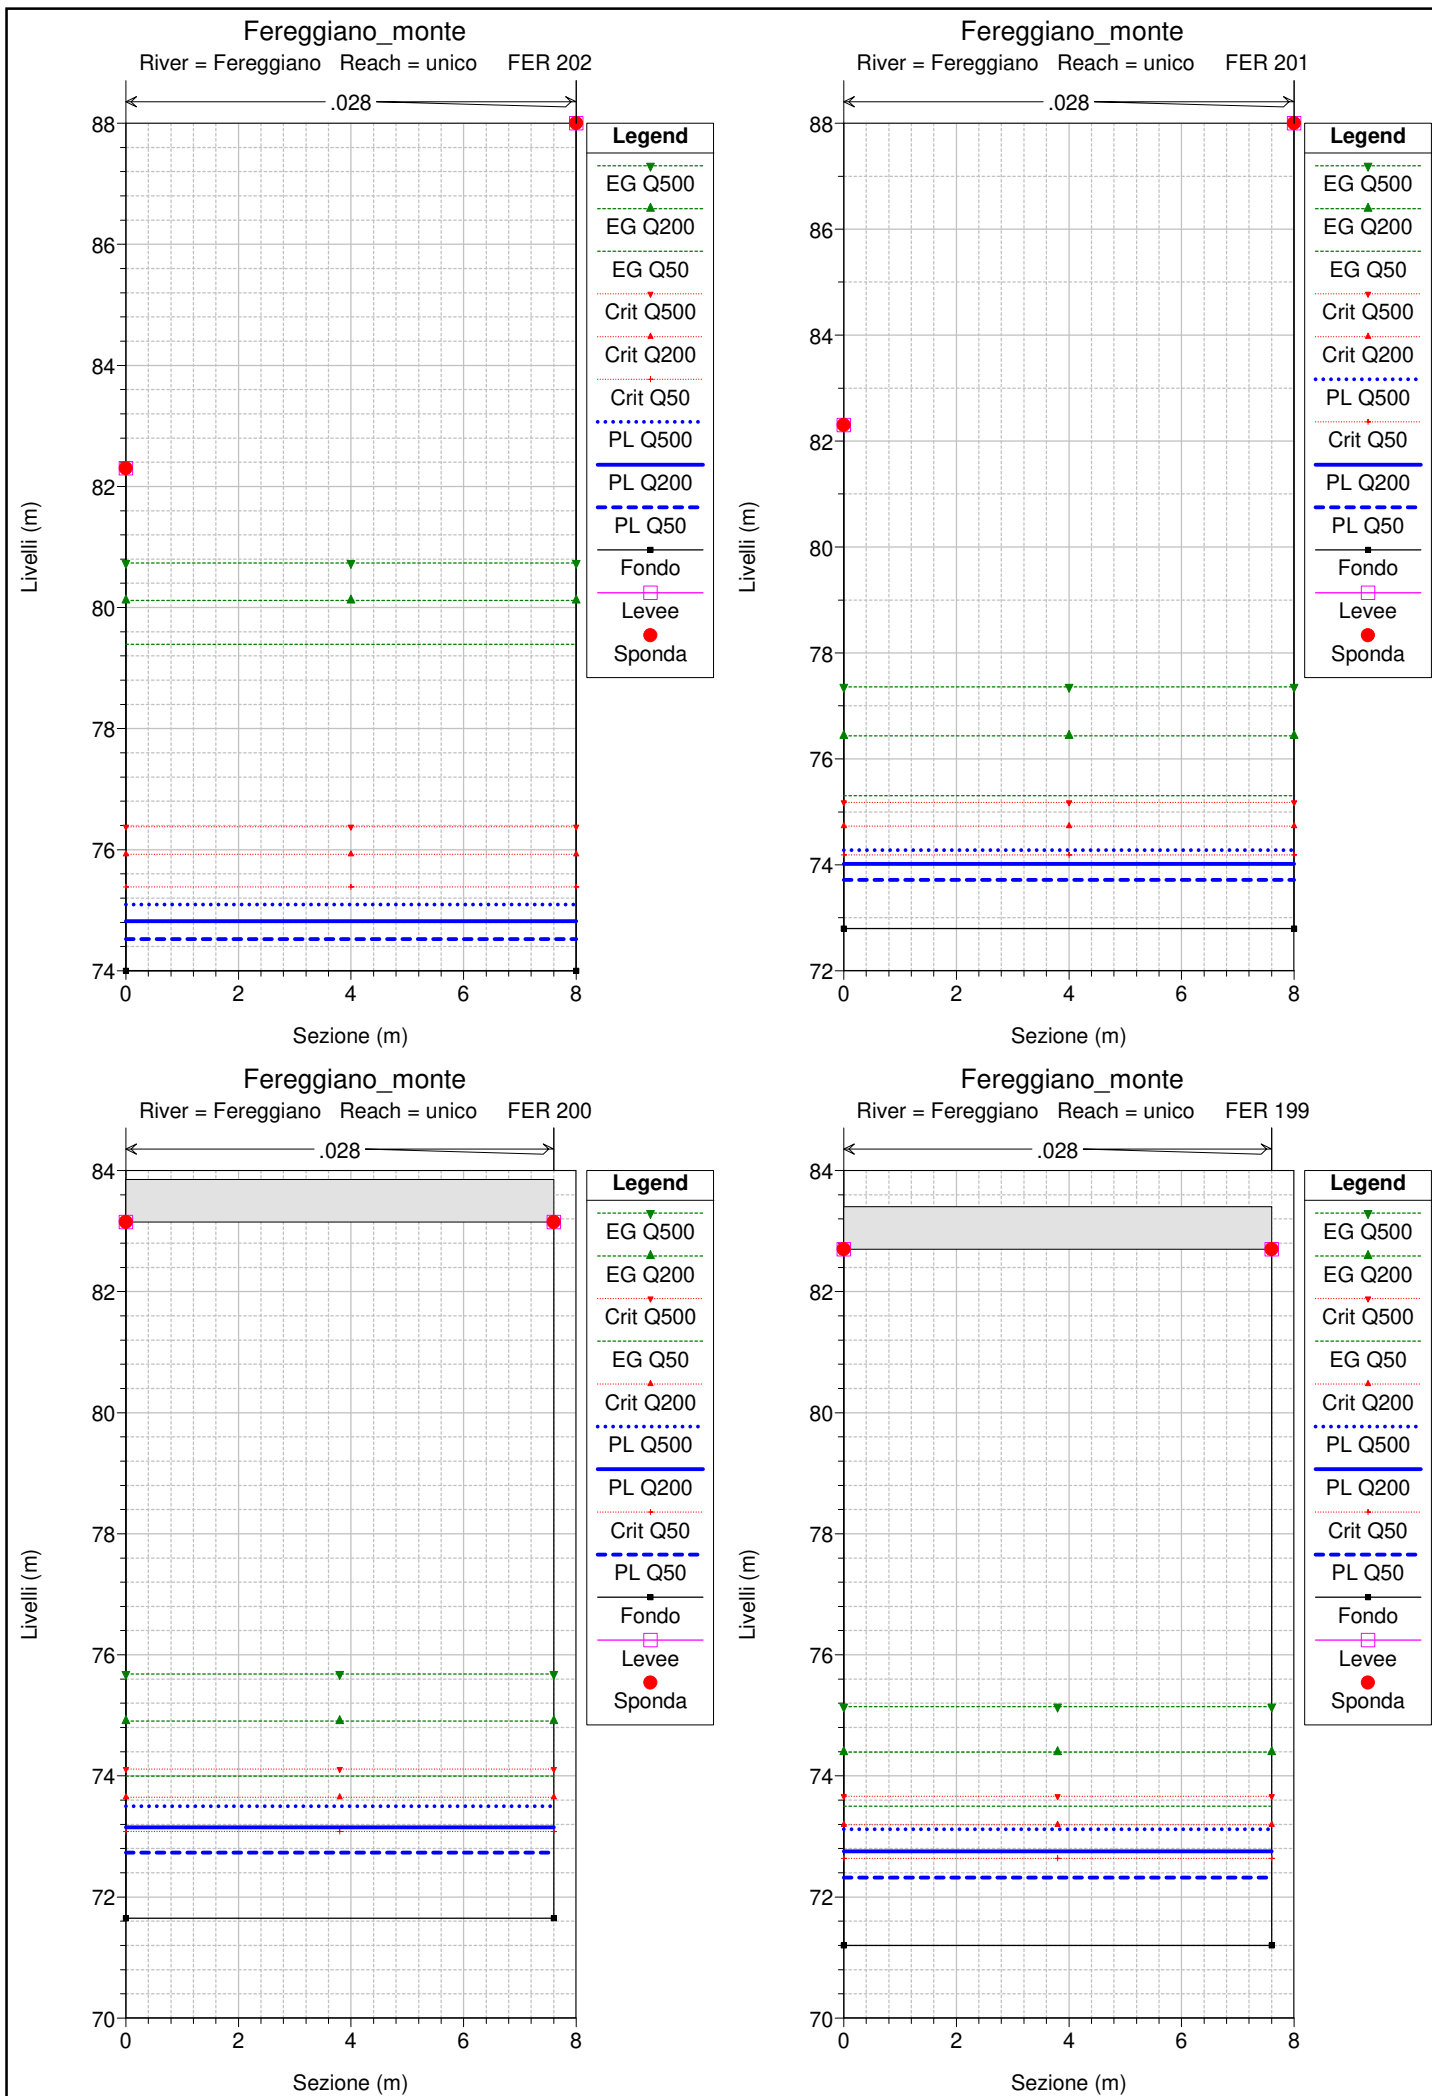 Fereggiano_monte
River = Fereggiano Reach = unico FER 202
.028
Livelli (m)
88
86
84
82
80
78
76
74
0 2 4 6 8
Sezione (m)
Legend
EG Q500
EG Q200
EG Q50
Crit Q500
Crit Q200
Crit Q50
PL Q500
PL Q200
PL Q50
Fondo
Levee
Sponda
Fereggiano_monte
River = Fereggiano Reach = unico FER 201
.028
Livelli (m)
88
86
84
82
80
78
76
74
72
0 2 4 6 8
Sezione (m)
Legend
EG Q500
EG Q200
EG Q50
Crit Q500
Crit Q200
PL Q500
Crit Q50
PL Q200
PL Q50
Fondo
Levee
Sponda
Fereggiano_monte
River = Fereggiano Reach = unico FER 200
.028
Livelli (m)
84
82
80
78
76
74
72
70
0 2 4 6 8
Sezione (m)
Legend
EG Q500
EG Q200
Crit Q500
EG Q50
Crit Q200
PL Q500
PL Q200
Crit Q50
PL Q50
Fondo
Levee
Sponda
Fereggiano_monte
River = Fereggiano Reach = unico FER 199
.028
Livelli (m)
84
82
80
78
76
74
72
70
0 2 4 6 8
Sezione (m)
Legend
EG Q500
EG Q200
Crit Q500
EG Q50
Crit Q200
PL Q500
PL Q200
Crit Q50
PL Q50
Fondo
Levee
Sponda